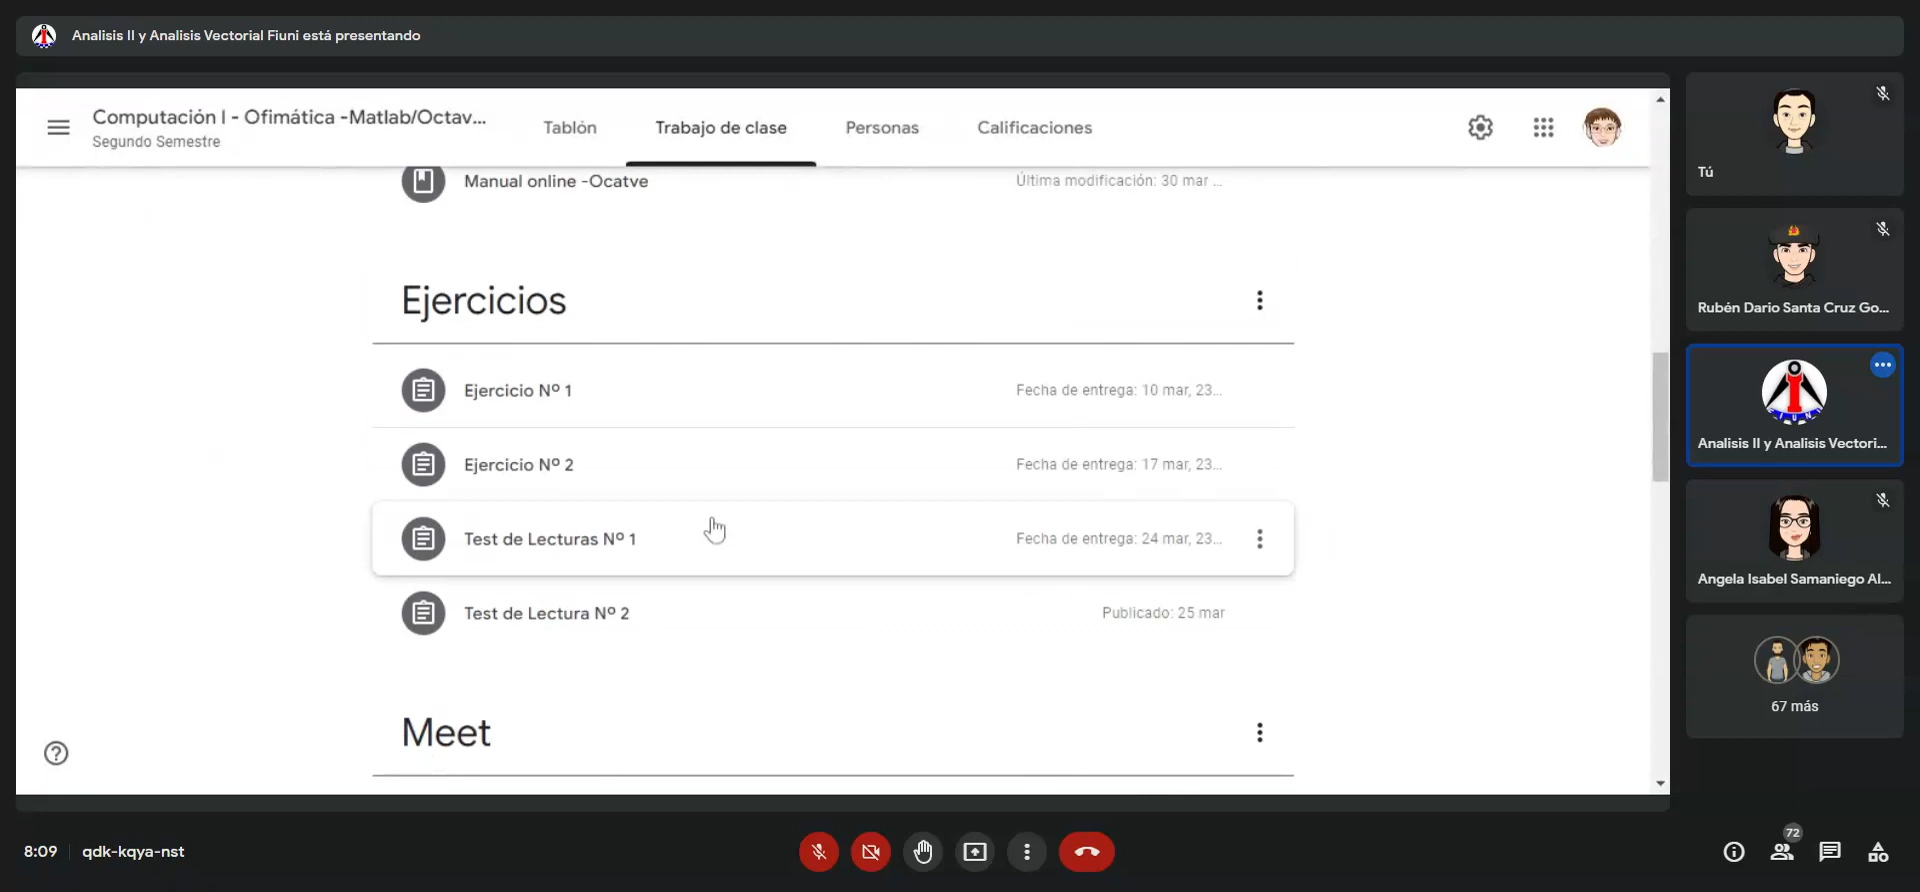 Analisis II y Analisis Vectorial Fiuni está presentando
Computación I - Ofimática -Matlab/Octav...
Segundo Semestre
Tablón
Trabajo de clase
Personas
Calificaciones
Manual online -Ocatve
Última modificación: 30 mar ...
Ejercicios
Ejercicio Nº 1
Fecha de entrega: 10 mar, 23...
Ejercicio Nº 2
Fecha de entrega: 17 mar, 23...
Test de Lecturas Nº 1
Fecha de entrega: 24 mar, 23...
Test de Lectura Nº 2
Publicado: 25 mar
Meet
Tú
Rubén Dario Santa Cruz Go...
Analisis II y Analisis Vectori...
Angela Isabel Samaniego Al...
67 más
8:09
qdk-kqya-nst
72